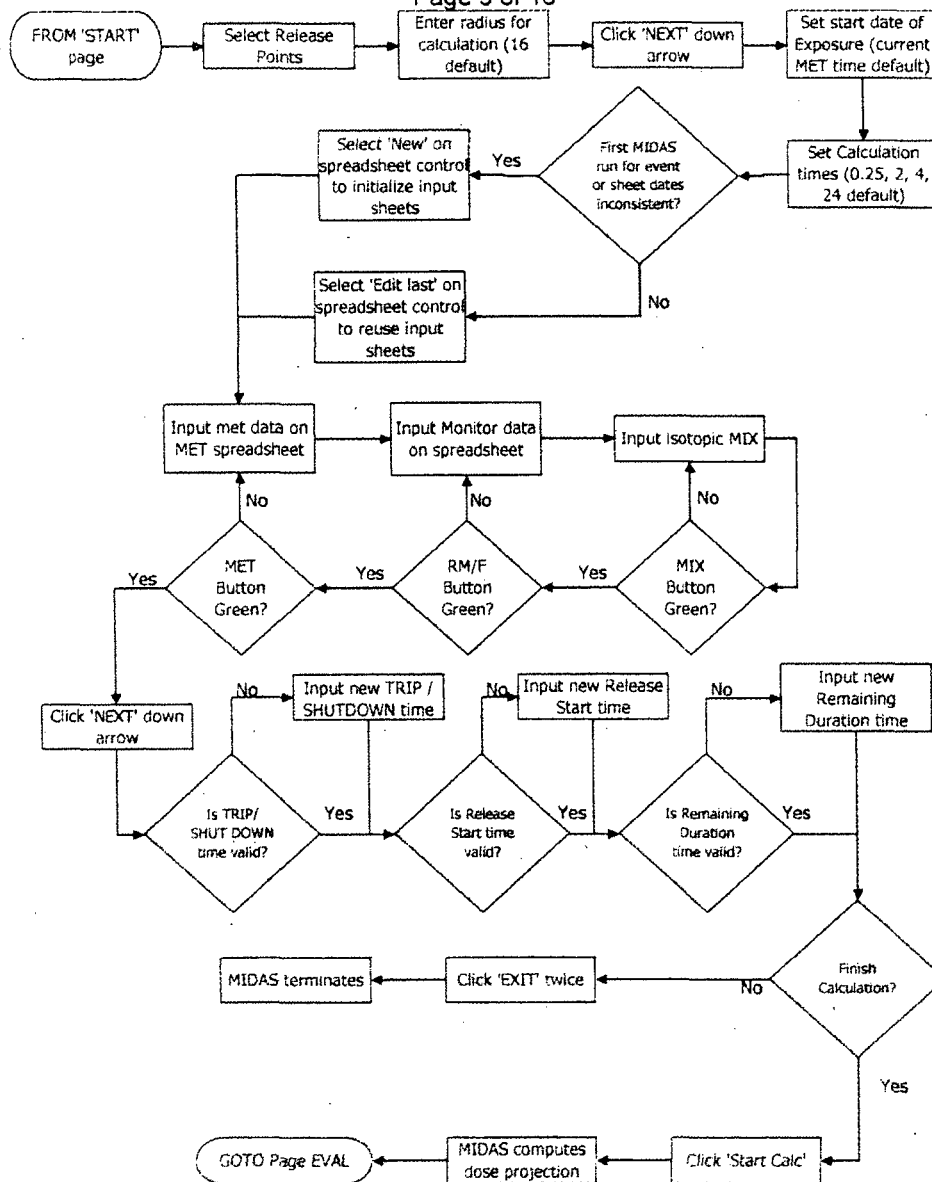 FROM 'START'
page
Select Release
Points
Enter radius for
calculation (16
default)
Click 'NEXT' down
arrow
Set start date of
Exposure (current
MET time default)
Set Calculation
times (0.25, 2, 4,
24 default)
First MIDAS
run for event
or sheet dates
inconsistent?
Yes
No
Select 'New' on
spreadsheet control
to initialize input
sheets
Select 'Edit last' on
spreadsheet control
to reuse input
sheets
Input met data on
MET spreadsheet
Input Monitor data
on spreadsheet
Input isotopic MIX
No
No
No
MET
Button
Green?
Yes
RM/F
Button
Green?
Yes
MIX
Button
Green?
Yes
Click 'NEXT' down
arrow
No
Input new TRIP /
SHUTDOWN time
No
Input new Release
Start time
No
Input new
Remaining
Duration time
Is TRIP/
SHUT DOWN
time valid?
Yes
Is Release
Start time
valid?
Yes
Is Remaining
Duration
time valid?
Yes
Finish
Calculation?
No
Click 'EXIT' twice
MIDAS terminates
Yes
Click 'Start Calc'
MIDAS computes
dose projection
GOTO Page EVAL